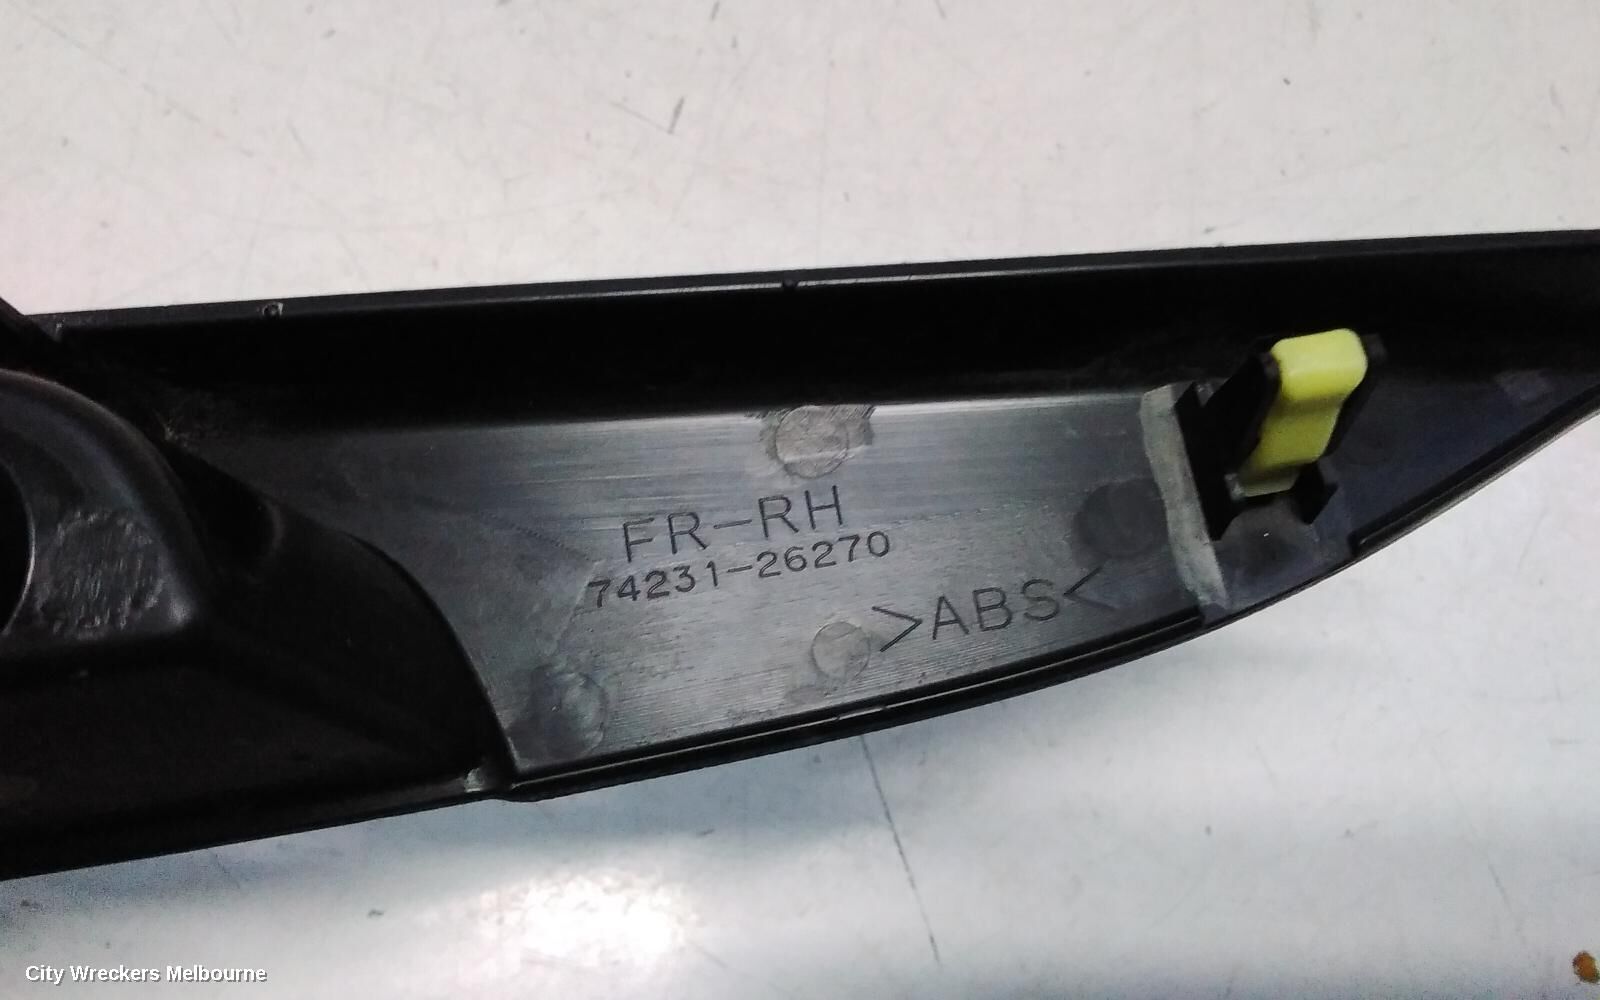 FR-RH
74231-26270
>ABS<
City Wreckers Melbourne